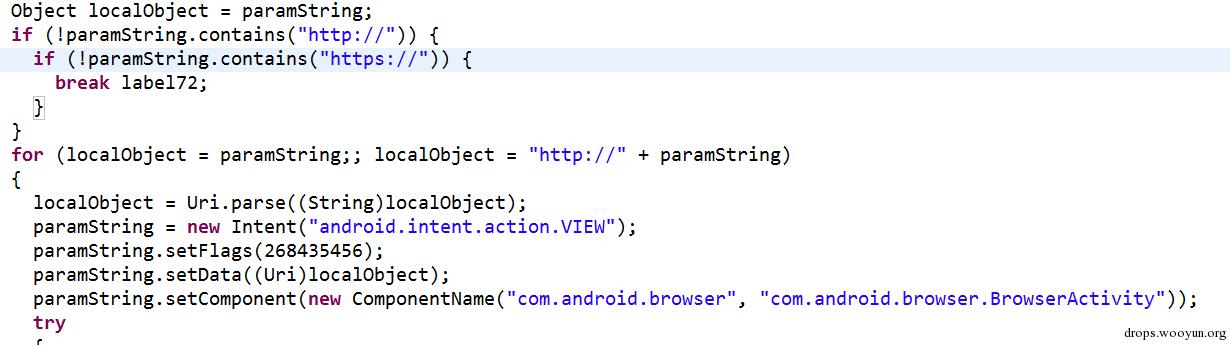 Object localObject = paramString;
if (!paramString.contains("http://")) {
if (!paramString.contains("https://")) {
break label72;
}
}
for (localObject = paramString;; localObject = "http://" + paramString)
{
localObject = Uri.parse((String)localObject);
paramString = new Intent("android.intent.action.VIEW");
paramString.setFlags(268435456);
paramString.setData((Uri)localObject);
paramString.setComponent(new ComponentName("com.android.browser", "com.android.browser.BrowserActivity"));
try
{
drops.wooyun.org